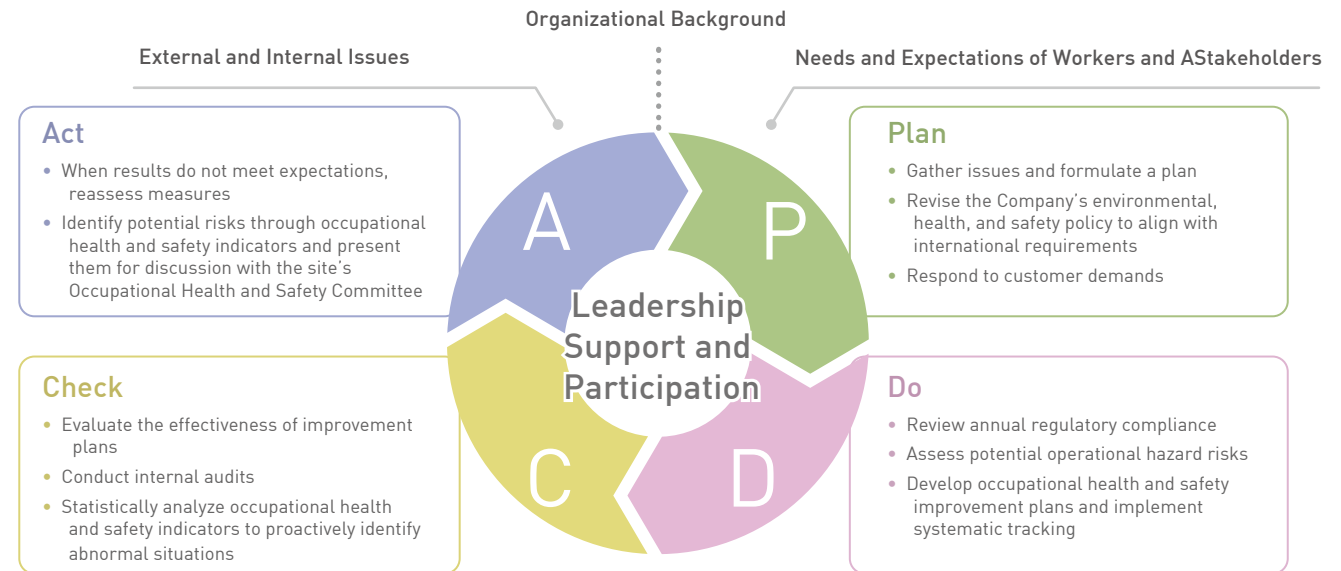 Organizational Background
External and Internal Issues
Needs and Expectations of Workers and AStakeholders
Act
• When results do not meet expectations,
reassess measures
• Identify potential risks through occupational
health and safety indicators and present
them for discussion with the site's
Occupational Health and Safety Committee
Plan
• Gather issues and formulate a plan
• Revise the Company's environmental,
health, and safety policy to align with
international requirements
• Respond to customer demands
A
P
Leadership
Support and
Participation
C
D
Check
• Evaluate the effectiveness of improvement
plans
• Conduct internal audits
• Statistically analyze occupational health
and safety indicators to proactively identify
abnormal situations
Do
• Review annual regulatory compliance
• Assess potential operational hazard risks
• Develop occupational health and safety
improvement plans and implement
systematic tracking